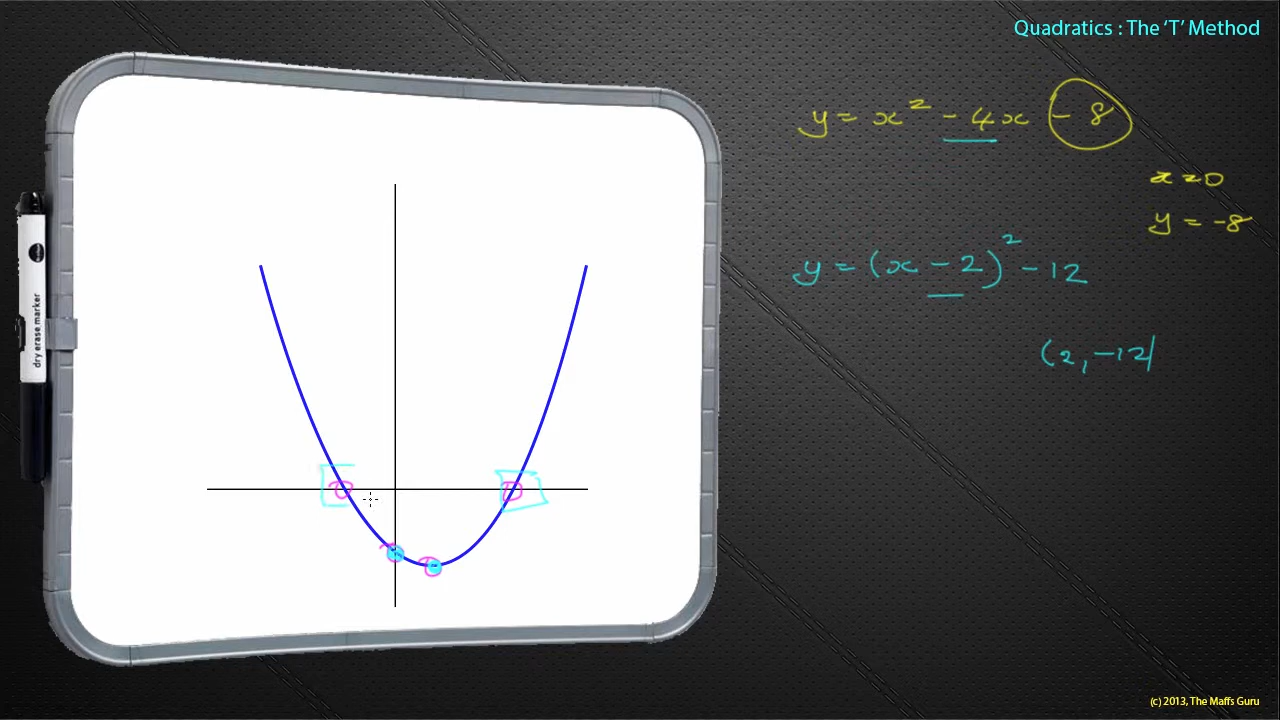 Quadratics : The ‘T’ Method
y = x² - 4x - 8
x = 0
y = -8
y = (x - 2)² - 12
(2, -12
dry erase marker
(c) 2013, The Maffs Guru